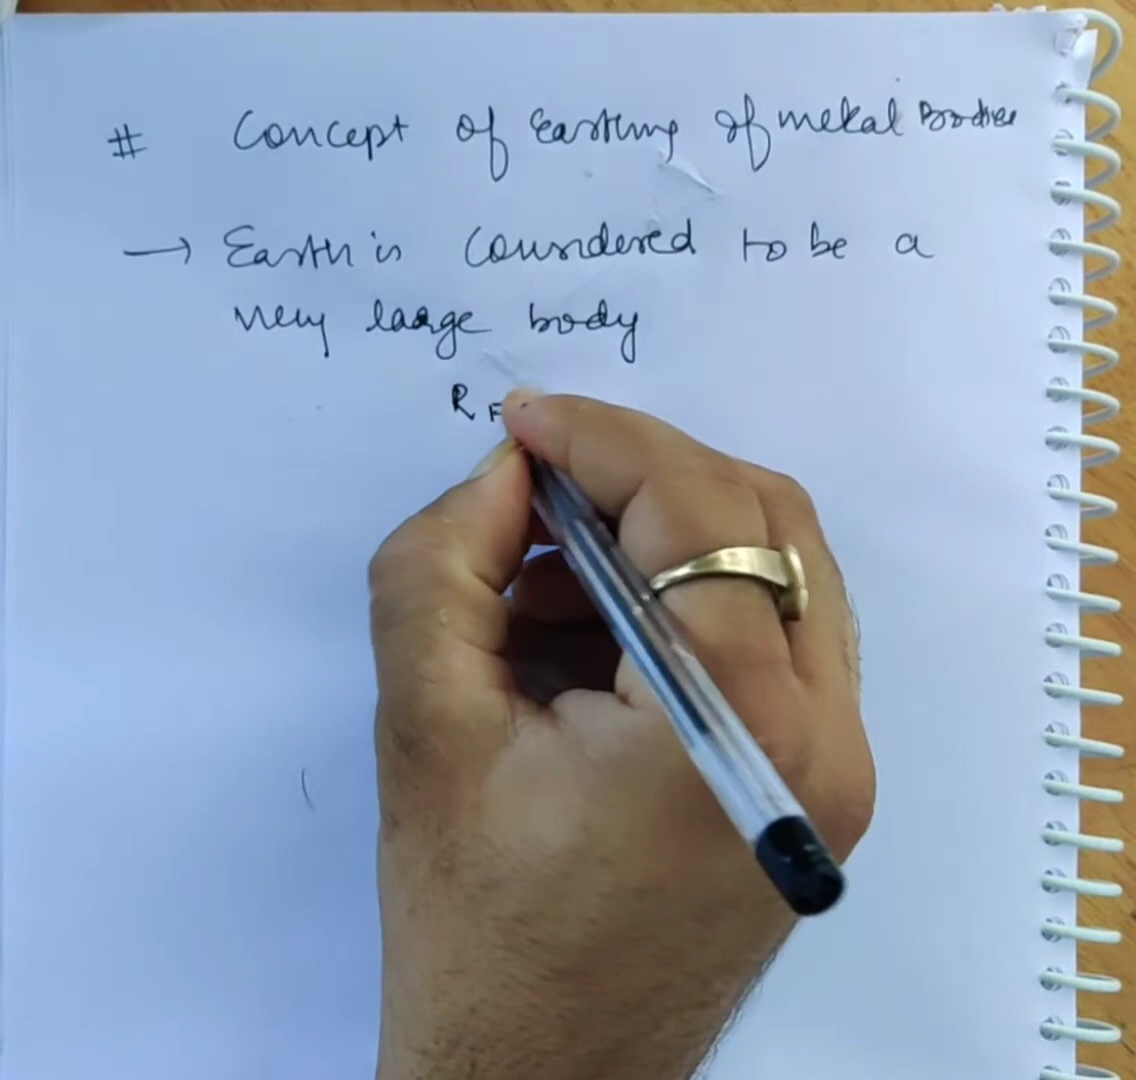 # Concept of Earthing of metal Bodies
→ Earth is Considered to be a
very large body
R E